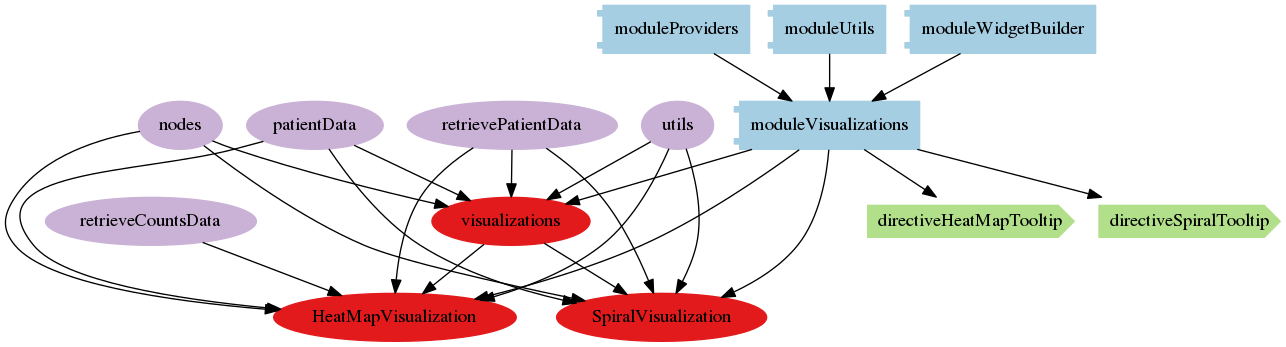 moduleProviders
moduleUtils
moduleWidgetBuilder
nodes
patientData
retrievePatientData
utils
moduleVisualizations
retrieveCountsData
visualizations
directiveHeatMapTooltip
directiveSpiralTooltip
HeatMapVisualization
SpiralVisualization